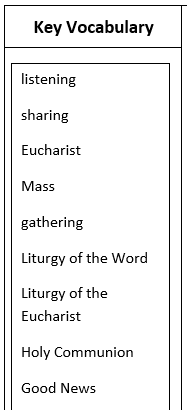 Key Vocabulary
listening
sharing
Eucharist
Mass
gathering
Liturgy of the Word
Liturgy of the
Eucharist
Holy Communion
Good News